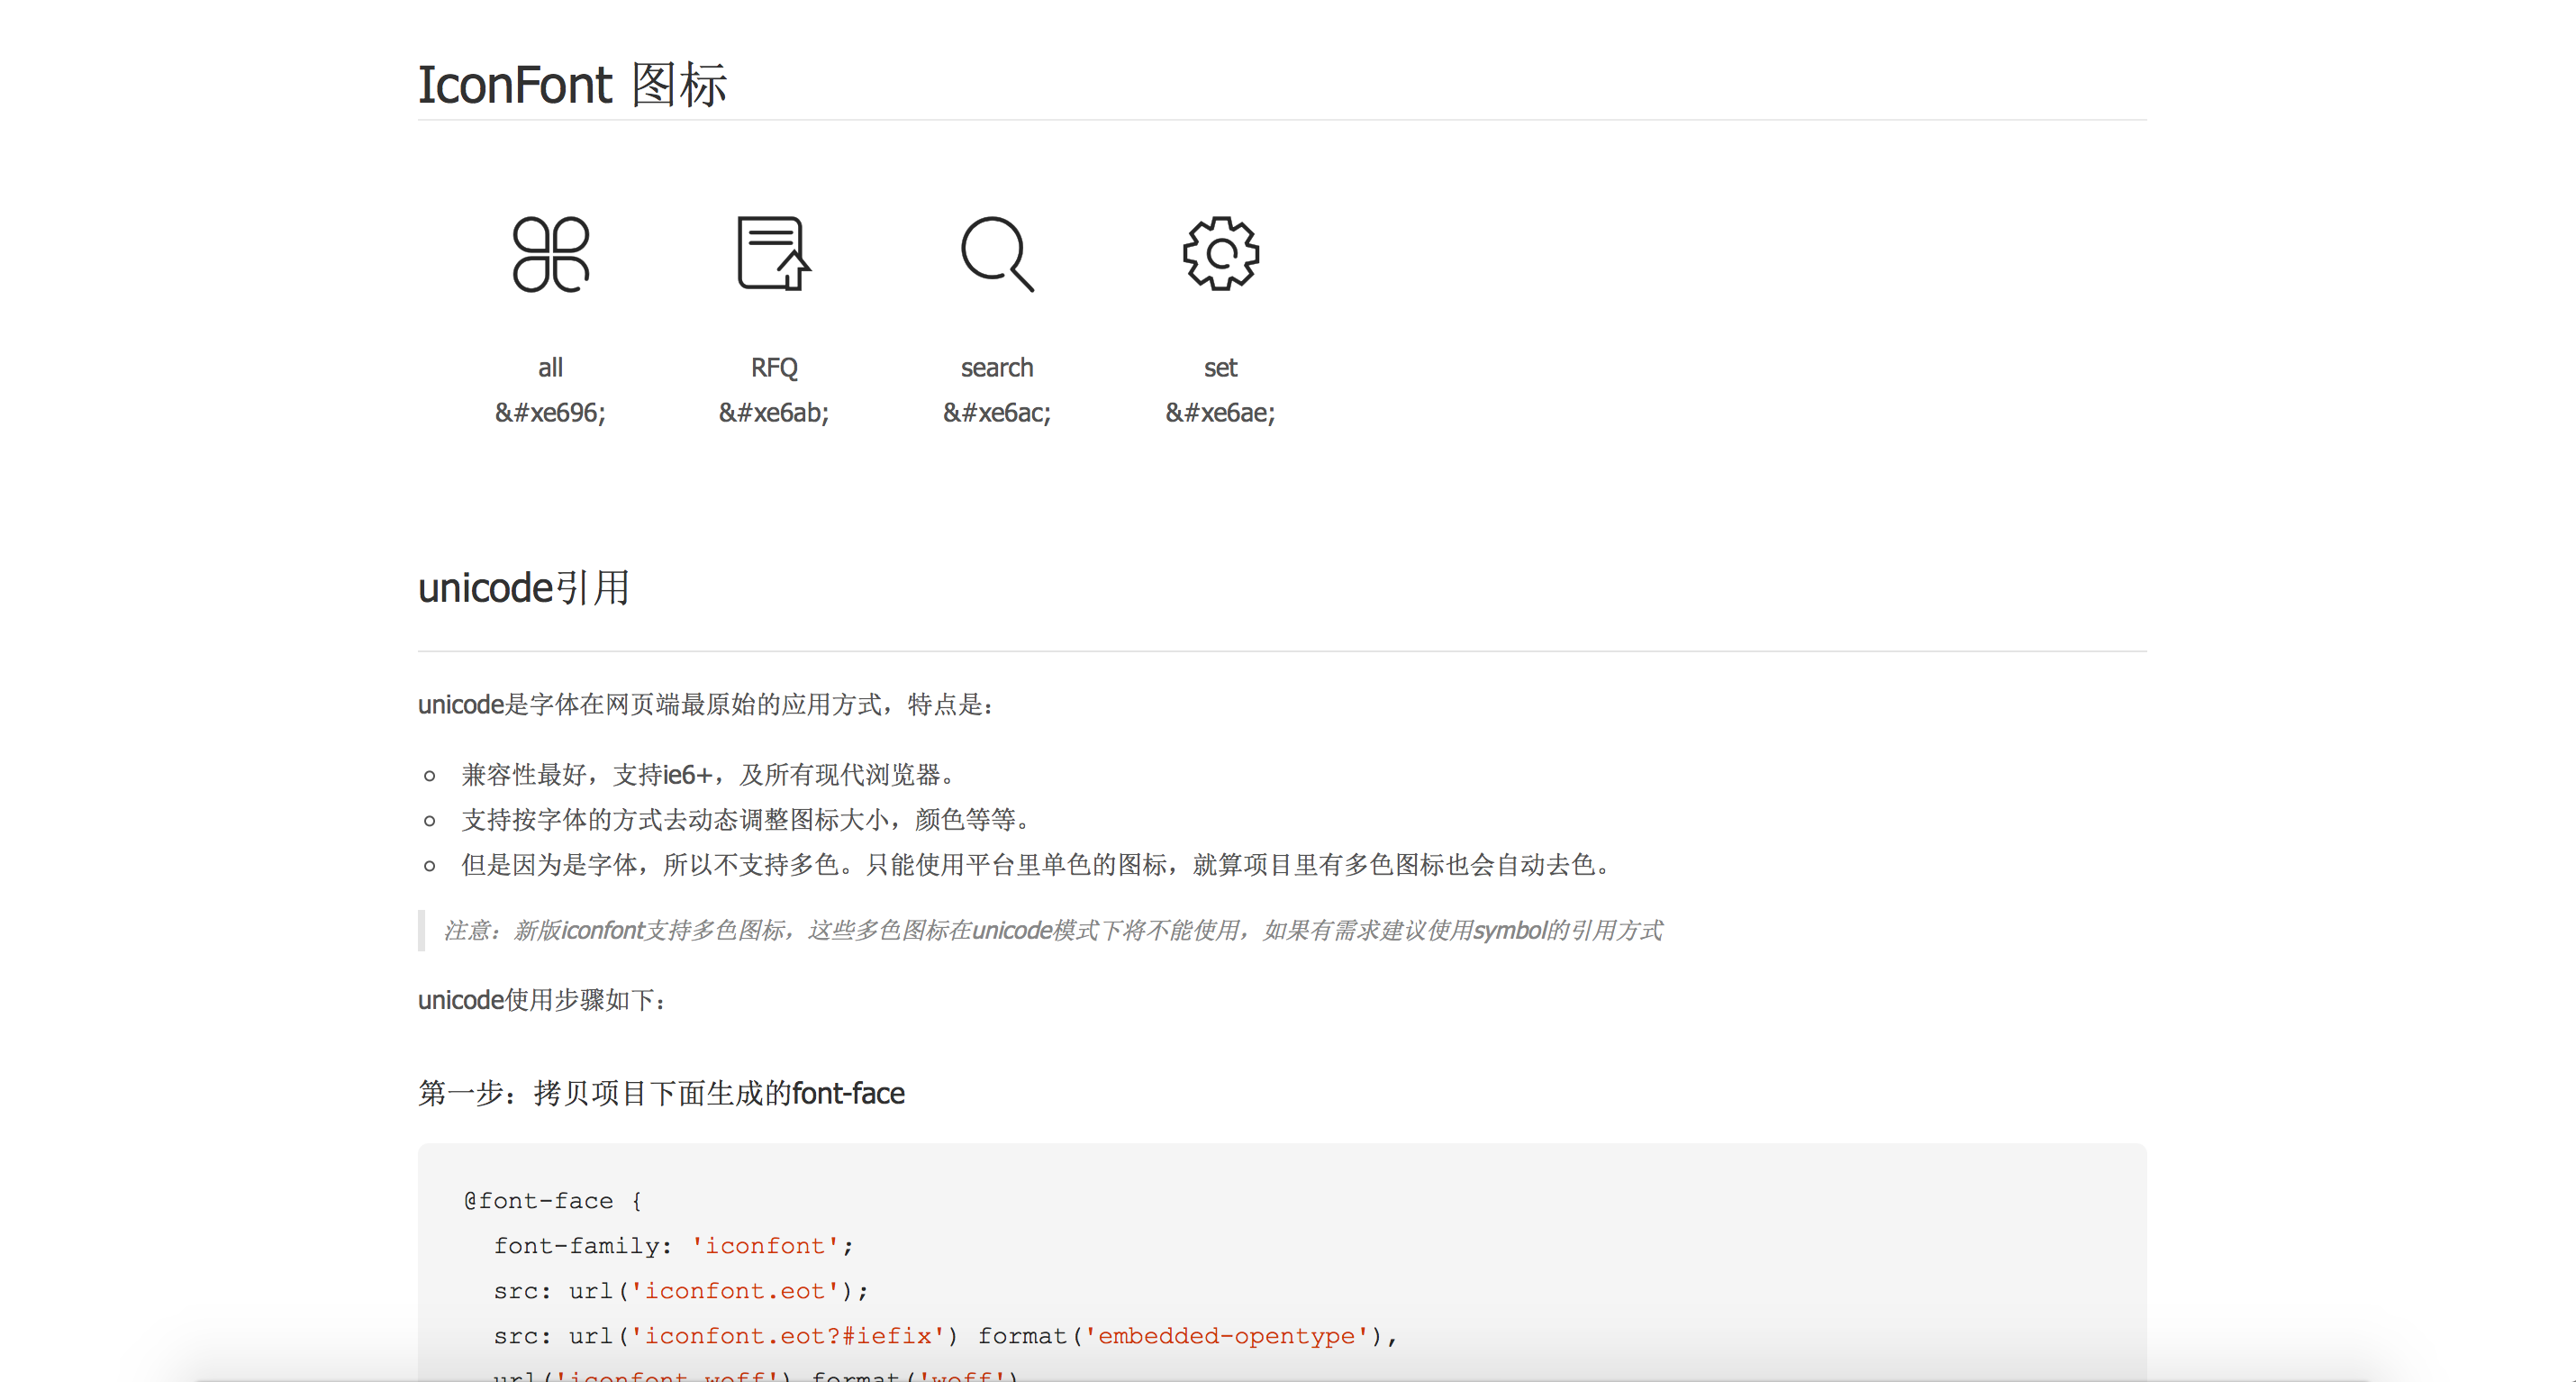 IconFont 图标
all RFQ search set
&#xe696; &#xe6ab; &#xe6ac; &#xe6ae;
unicode引用
unicode是字体在网页端最原始的应用方式，特点是：
兼容性最好，支持ie6+，及所有现代浏览器。
支持按字体的方式去动态调整图标大小，颜色等等。
但是因为是字体，所以不支持多色。只能使用平台里单色的图标，就算项目里有多色图标也会自动去色。
注意：新版iconfont支持多色图标，这些多色图标在unicode模式下将不能使用，如果有需求建议使用symbol的引用方式
unicode使用步骤如下：
第一步：拷贝项目下面生成的font-face
@font-face {
font-family: 'iconfont';
src: url('iconfont.eot');
src: url('iconfont.eot?#iefix') format('embedded-opentype'),
url('iconfont.woff') format('woff')